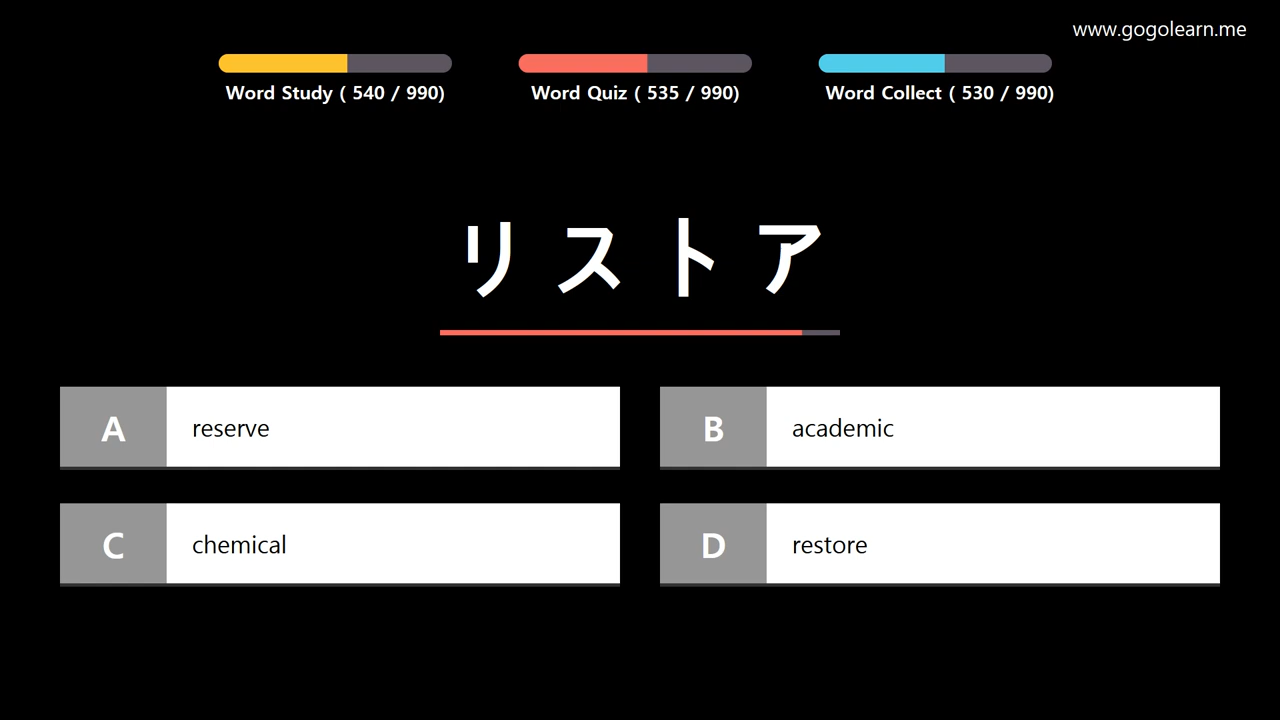 www.gogolearn.me
Word Study ( 540 / 990)
Word Quiz ( 535 / 990)
Word Collect ( 530 / 990)
リストア
A reserve
B academic
C chemical
D restore